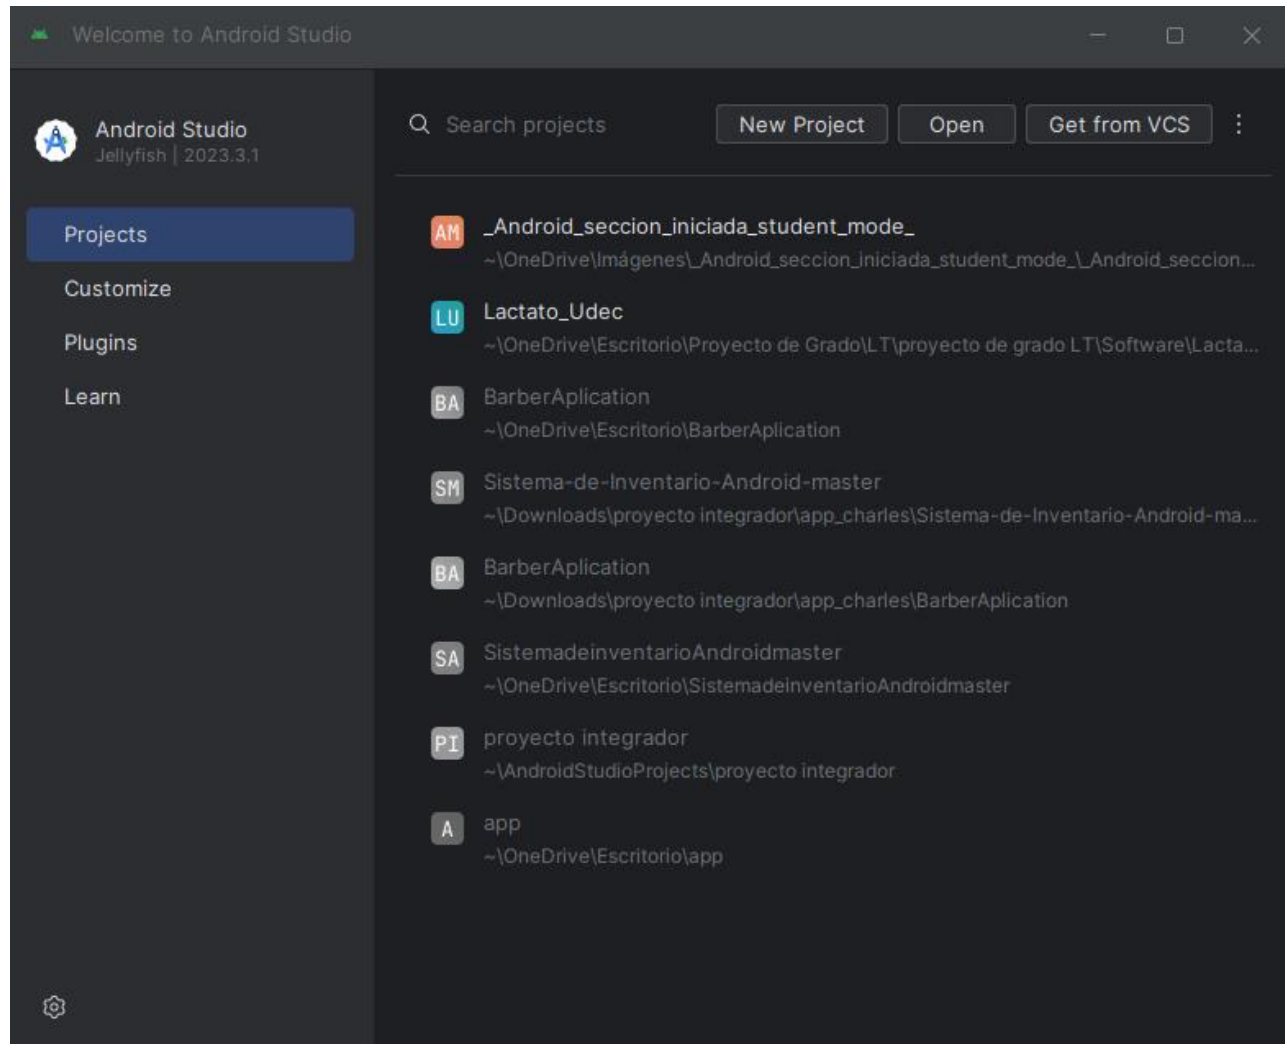 Welcome to Android Studio
Android Studio
Jellyfish | 2023.3.1
Projects
Customize
Plugins
Learn
Search projects
New Project
Open
Get from VCS
AM
_Android_seccion_iniciada_student_mode_
~\OneDrive\Imágenes\_Android_seccion_iniciada_student_mode_\_Android_seccion...
LU
Lactato_Udec
~\OneDrive\Escritorio\Proyecto de Grado\LT\proyecto de grado LT\Software\Lacta...
BA
BarberAplication
~\OneDrive\Escritorio\BarberAplication
SM
Sistema-de-Inventario-Android-master
~\Downloads\proyecto integrador\app_charles\Sistema-de-Inventario-Android-ma...
BA
BarberAplication
~\Downloads\proyecto integrador\app_charles\BarberAplication
SA
SistemadeinventarioAndroidmaster
~\OneDrive\Escritorio\SistemadeinventarioAndroidmaster
PI
proyecto integrador
~\AndroidStudioProjects\proyecto integrador
A
app
~\OneDrive\Escritorio\app